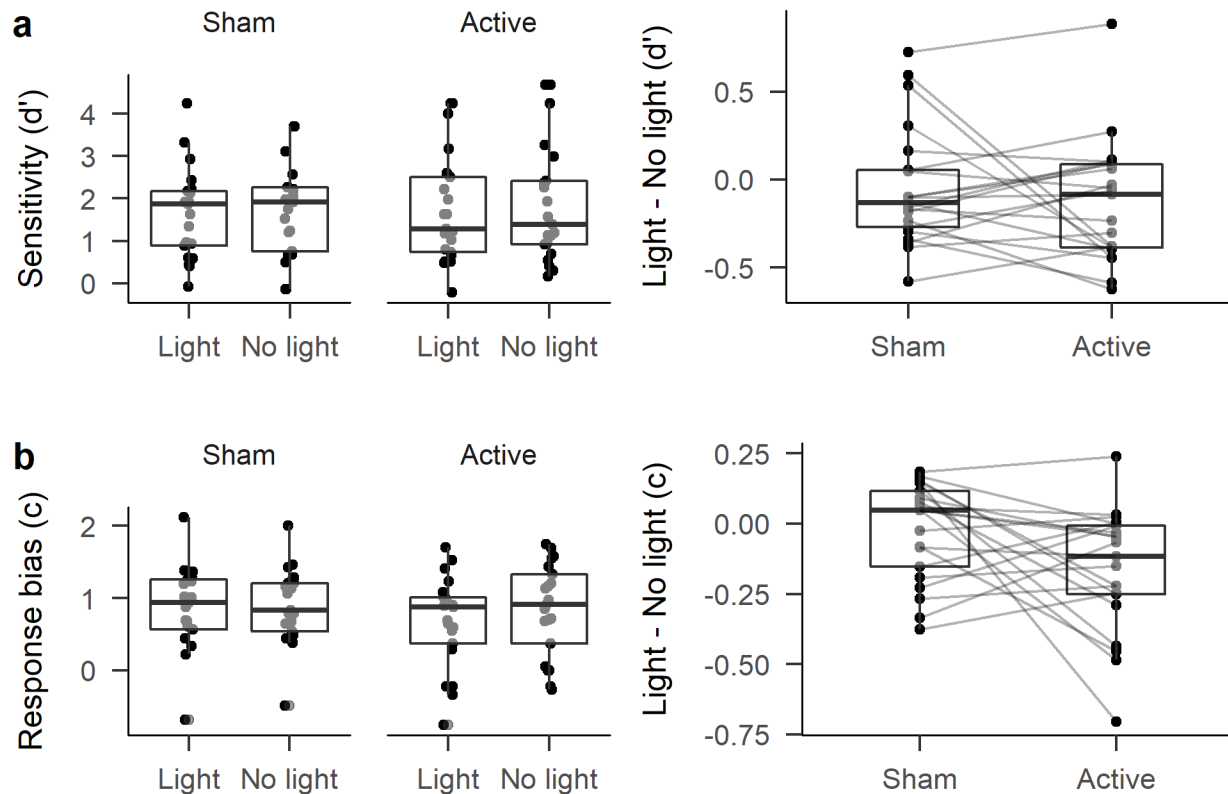 a
Sham
Active
Sensitivity (d')
4
3
2
1
0
Light
No light
Light
No light
Light - No light (d')
0.5
0.0
-0.5
Sham
Active
b
Sham
Active
Response bias (c)
2
1
0
Light
No light
Light
No light
Light - No light (c)
0.25
0.00
-0.25
-0.50
-0.75
Sham
Active